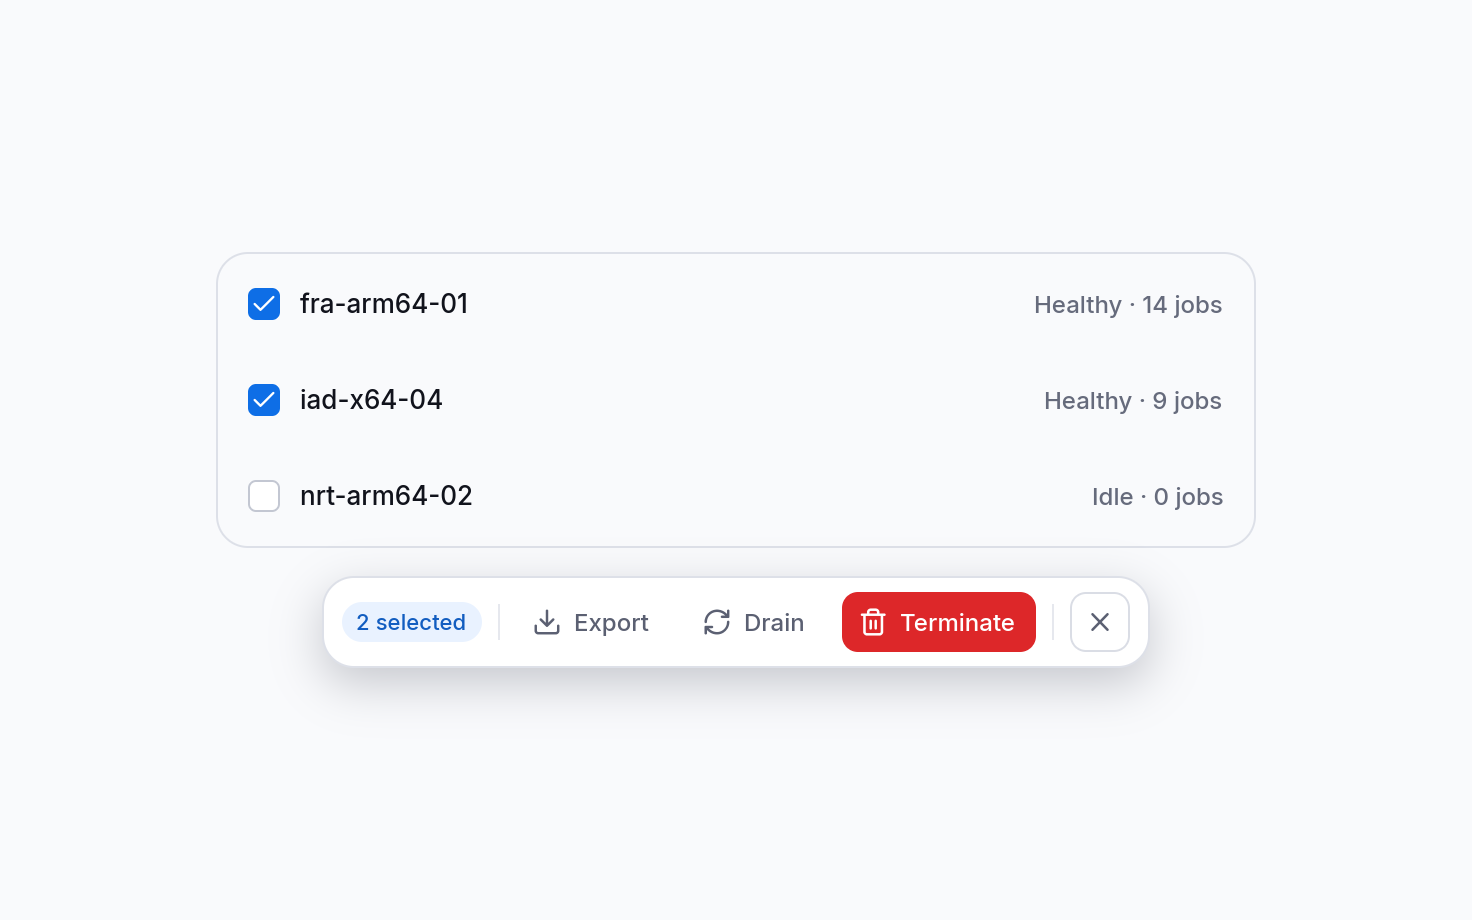 fra-arm64-01 Healthy · 14 jobs
iad-x64-04 Healthy · 9 jobs
nrt-arm64-02 Idle · 0 jobs
2 selected Export Drain Terminate